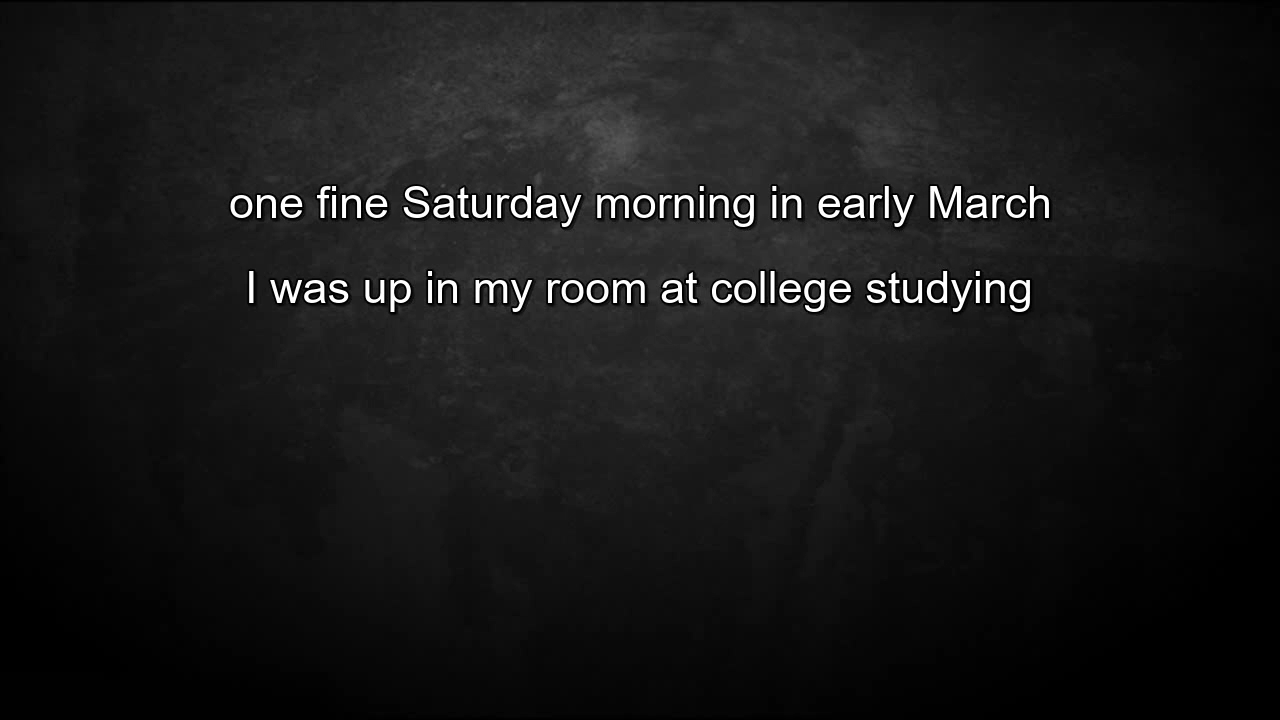 one fine Saturday morning in early March
I was up in my room at college studying